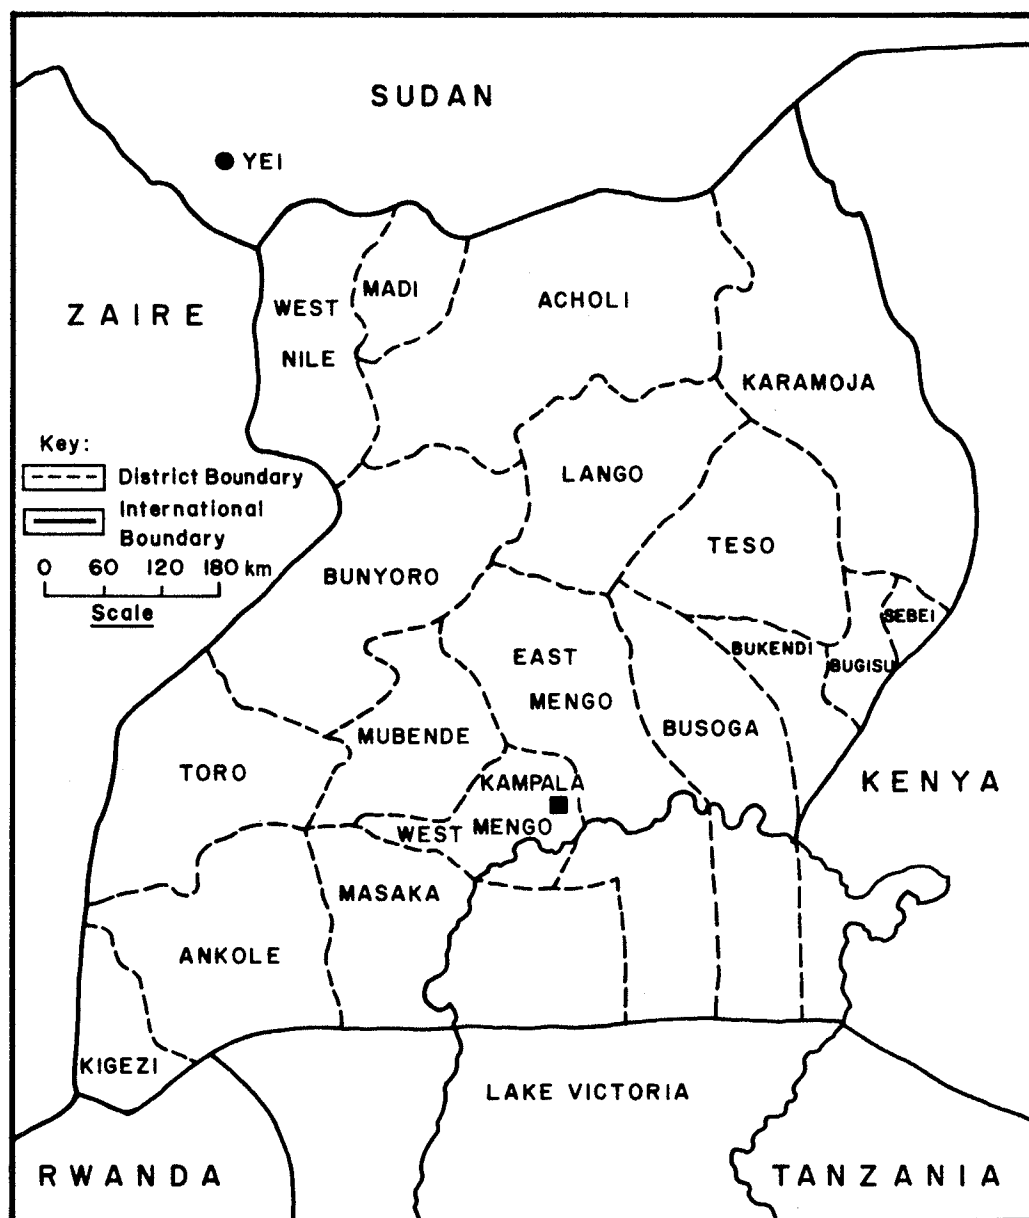 SUDAN
YEI
ZAIRE
WEST
NILE
MADI
ACHOLI
KARAMOJA
Key:
District Boundary
International
Boundary
0 60 120 180 km
Scale
LANGO
TESO
BUNYORO
SEBEI
BUKENDI
BUGISU
EAST
MENGO
MUBENDE
BUSOGA
TORO
KAMPALA
KENYA
WEST MENGO
MASAKA
ANKOLE
KIGEZI
LAKE VICTORIA
RWANDA
TANZANIA